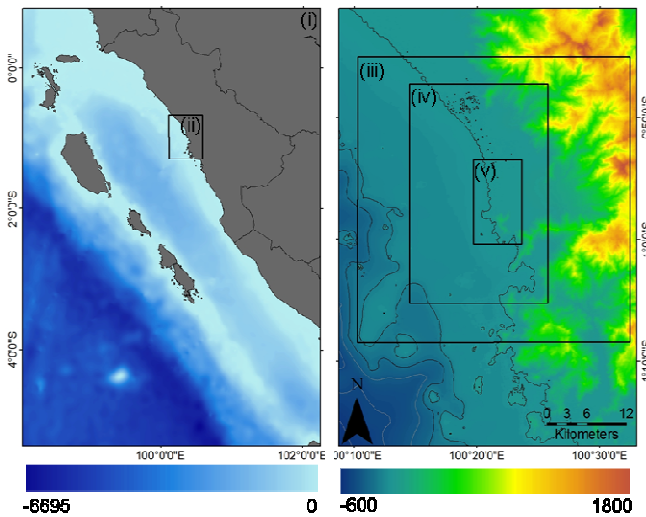 (i)
0°0'0"
(ii)
2°0'0"S
4°0'0"S
100°0'0"E
102°0'0"E
-6695
0
(iii)
(iv)
(v)
N
0 3 6 12
Kilometers
100°20'0"E
100°30'0"E
-600
1800